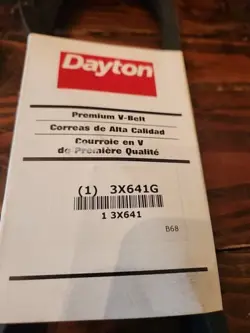 Dayton
Premium V-Belt
Correas de Alta Calidad
Courroie en V
de Première Qualité
(1) 3X641G
1 3X641
B68